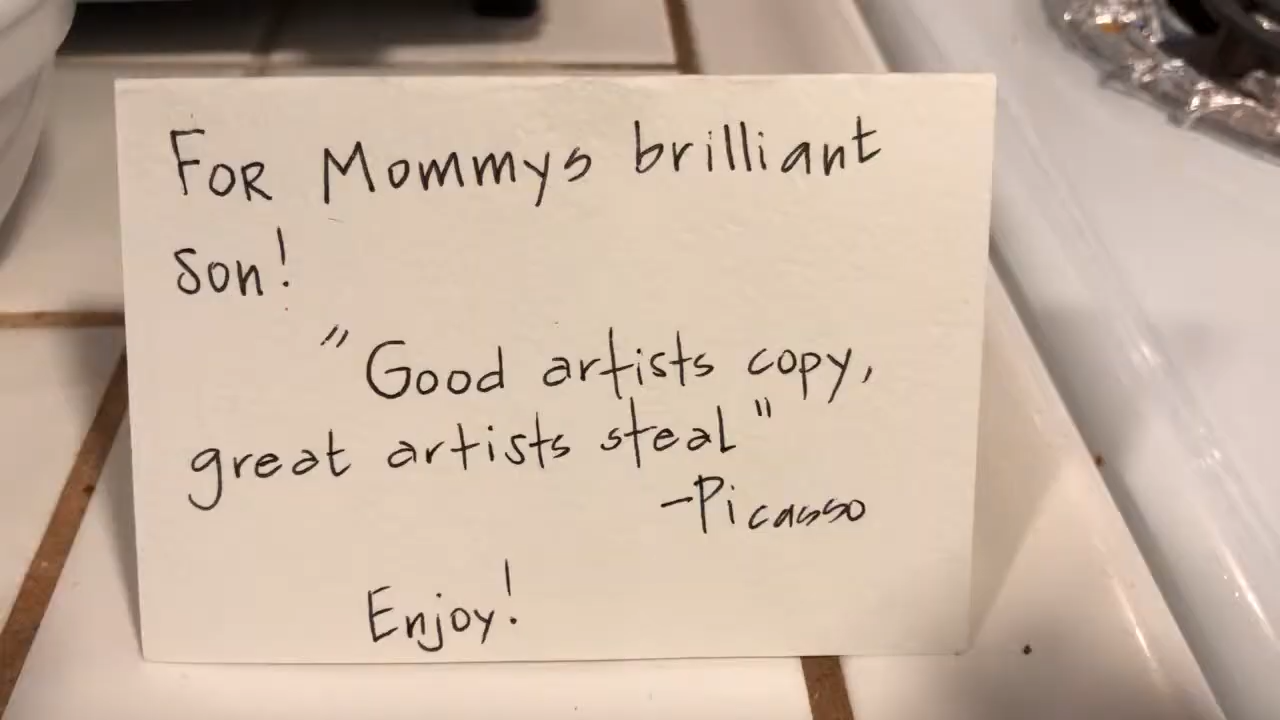 For Mommys brilliant
son!
"Good artists copy,
great artists steal"
-Picasso
Enjoy!